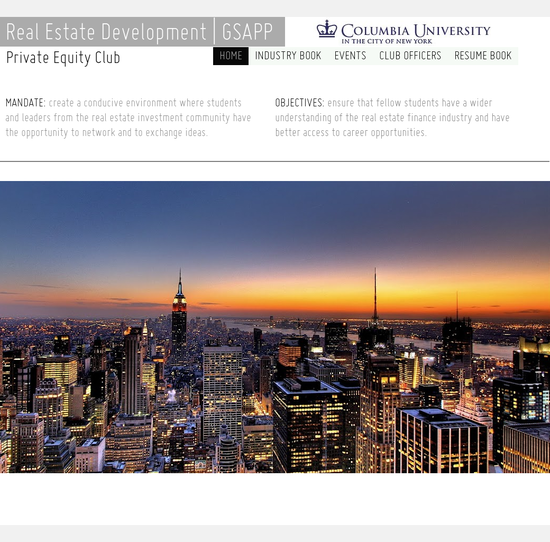 Real Estate Development | GSAPP
COLUMBIA UNIVERSITY
IN THE CITY OF NEW YORK
Private Equity Club
HOME INDUSTRY BOOK EVENTS CLUB OFFICERS RESUME BOOK
MANDATE: create a conducive environment where students
and leaders from the real estate investment community have
the opportunity to network and to exchange ideas.
OBJECTIVES: ensure that fellow students have a wider
understanding of the real estate finance industry and have
better access to career opportunities.